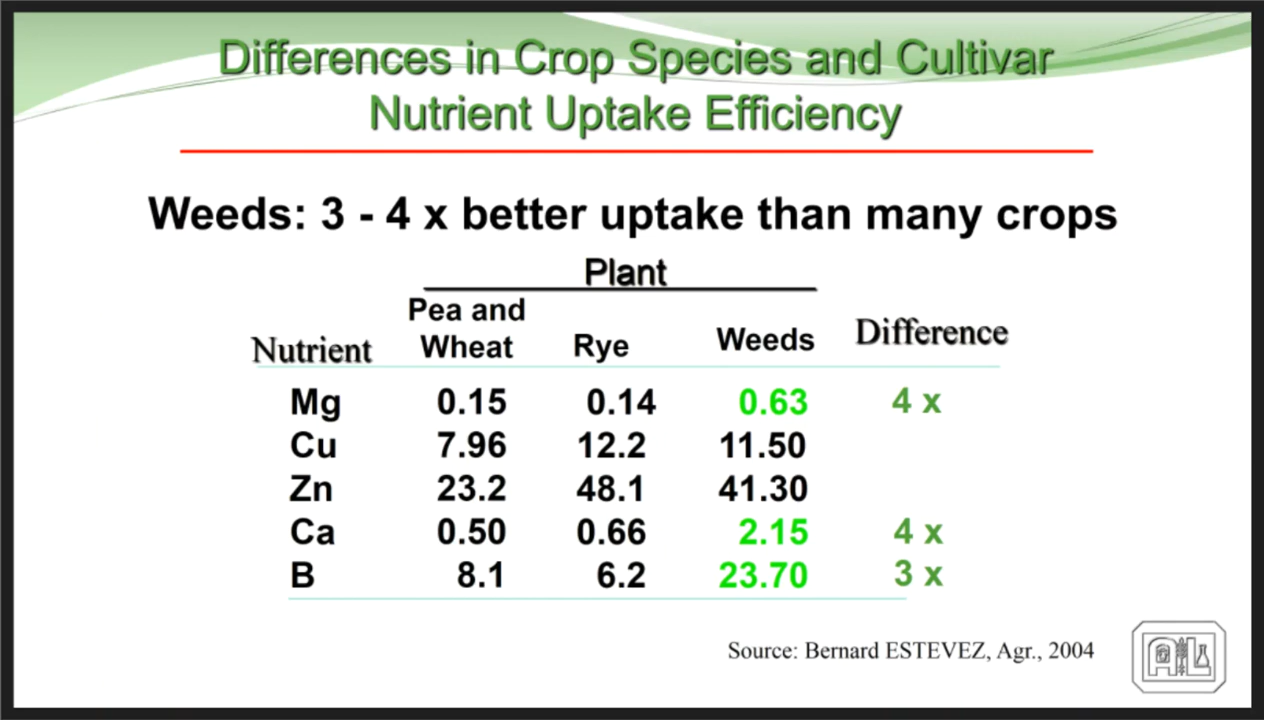 Differences in Crop Species and Cultivar
Nutrient Uptake Efficiency
Weeds: 3 - 4 x better uptake than many crops
Plant
Nutrient Pea and Wheat Rye Weeds Difference
Mg 0.15 0.14 0.63 4 x
Cu 7.96 12.2 11.50
Zn 23.2 48.1 41.30
Ca 0.50 0.66 2.15 4 x
B 8.1 6.2 23.70 3 x
Source: Bernard ESTEVEZ, Agr., 2004
A&L